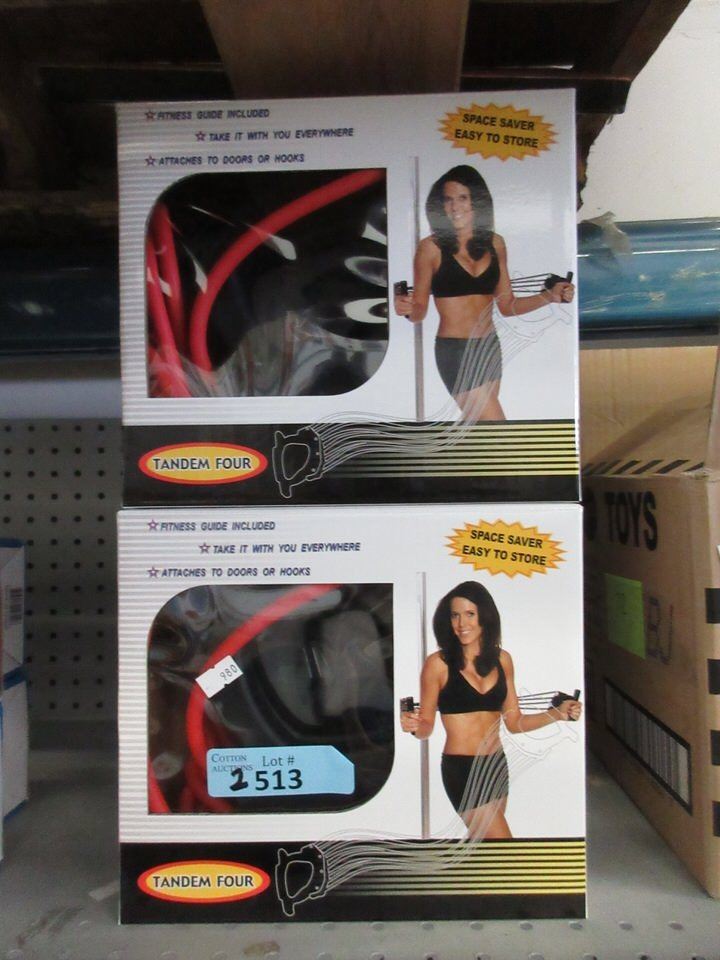 ☆ FITNESS GUIDE INCLUDED
☆ TAKE IT WITH YOU EVERYWHERE
☆ ATTACHES TO DOORS OR HOOKS
SPACE SAVER
EASY TO STORE
TANDEM FOUR
☆ FITNESS GUIDE INCLUDED
☆ TAKE IT WITH YOU EVERYWHERE
☆ ATTACHES TO DOORS OR HOOKS
SPACE SAVER
EASY TO STORE
980
COTTON
AUCTIONS
Lot #
2 513
TANDEM FOUR
TOYS